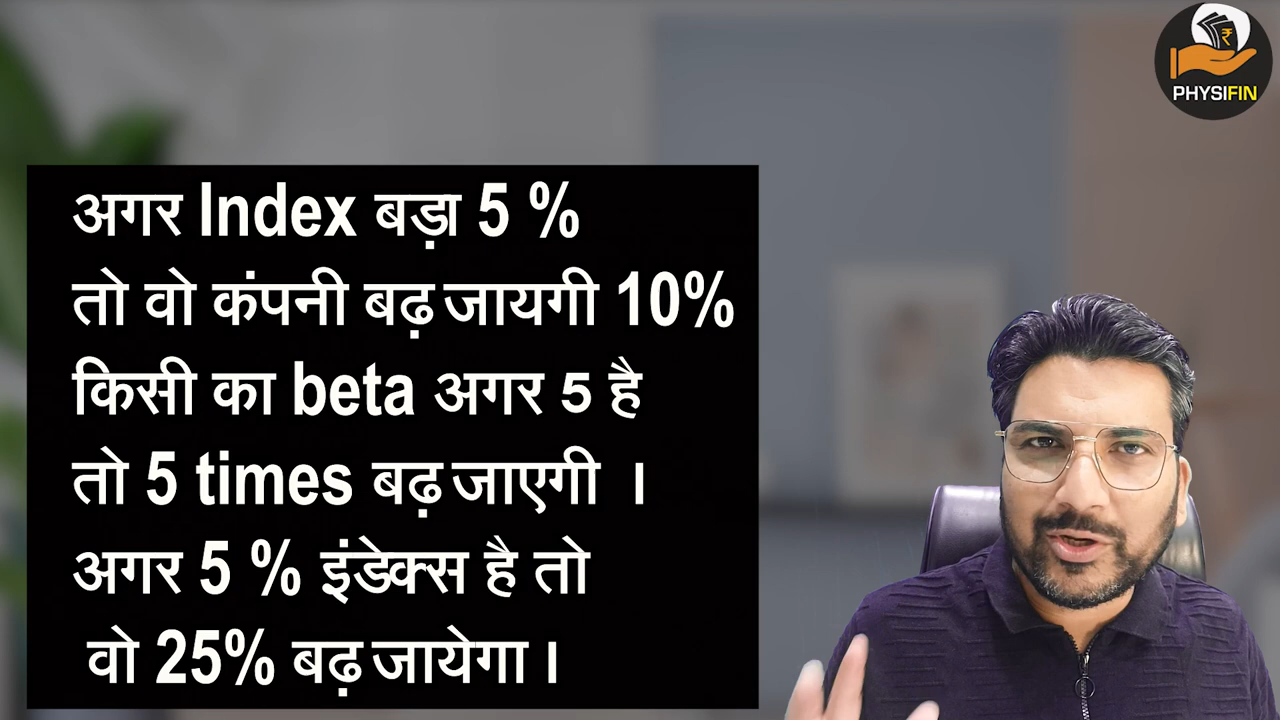 PHYSIFIN
अगर Index बड़ा 5 %
तो वो कंपनी बढ़ जायगी 10%
किसी का beta अगर 5 है
तो 5 times बढ़ जाएगी ।
अगर 5 % इंडेक्स है तो
वो 25% बढ़ जायेगा ।